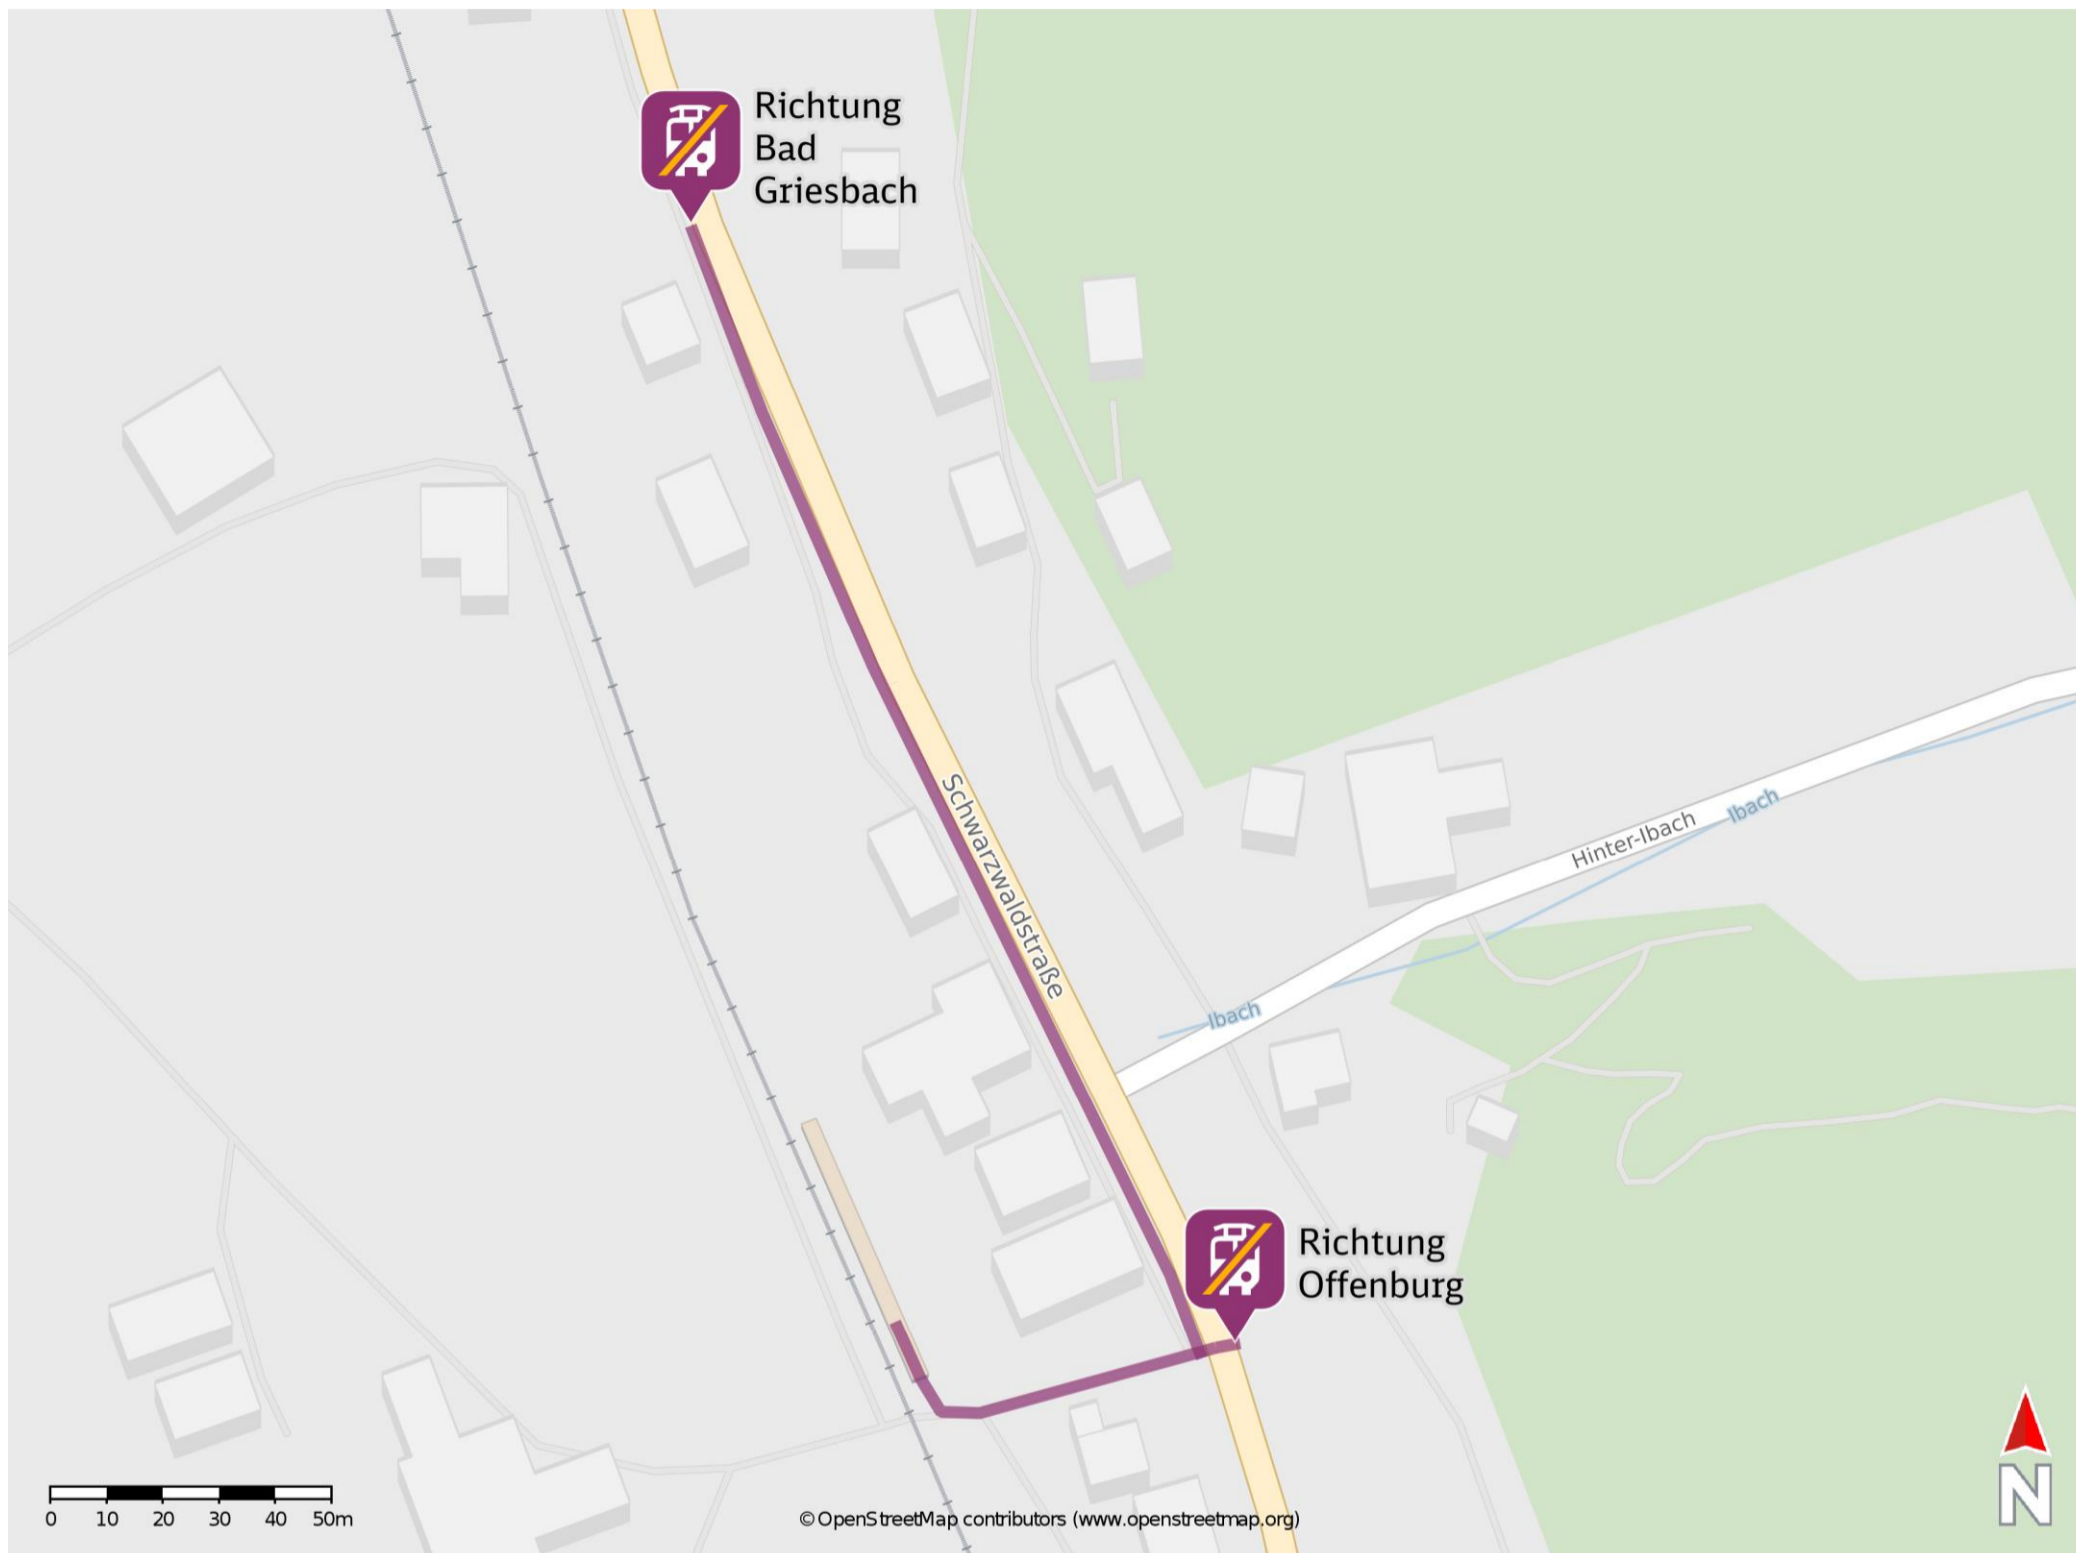 Richtung
Bad
Griesbach
Schwarzwaldstraße
Hinter-Ibach
Ibach
Ibach
Richtung
Offenburg
N
0 10 20 30 40 50m
© OpenStreetMap contributors (www.openstreetmap.org)